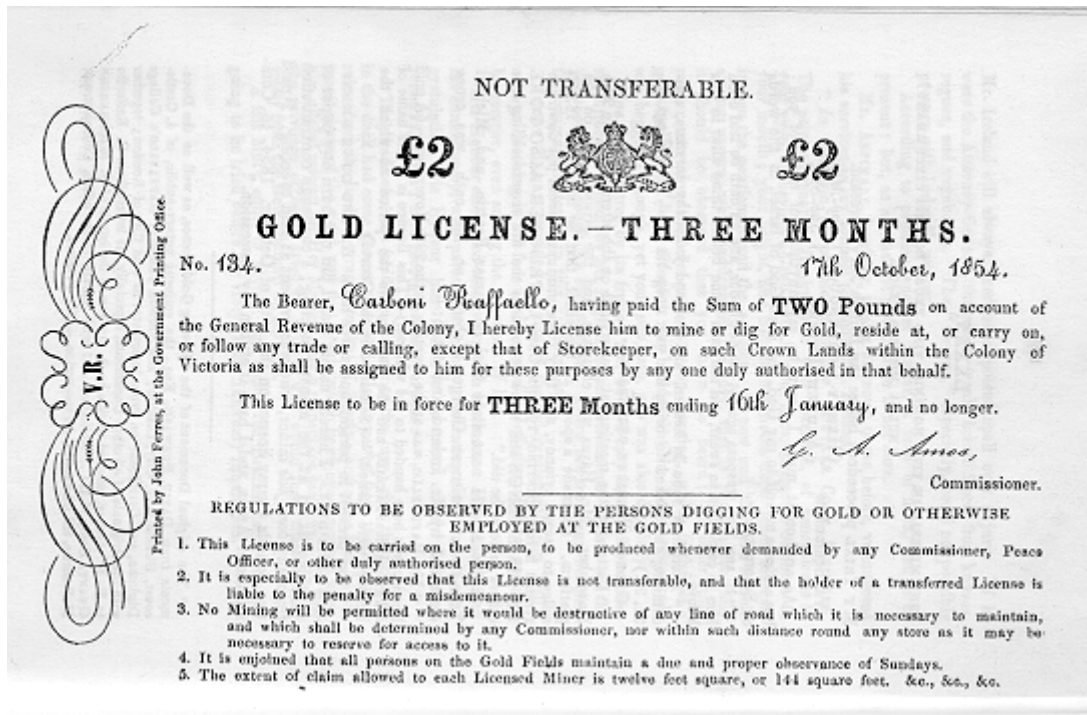 NOT TRANSFERABLE.
£2 £2
GOLD LICENSE.—THREE MONTHS.
No. 134. 17th October, 1854.
The Bearer, Carboni Raffaello, having paid the Sum of TWO Pounds on account of
the General Revenue of the Colony, I hereby License him to mine or dig for Gold, reside at, or carry on,
or follow any trade or calling, except that of Storekeeper, on such Crown Lands within the Colony of
Victoria as shall be assigned to him for these purposes by any one duly authorised in that behalf.
This License to be in force for THREE Months ending 16th January, and no longer.
G. A. Amos,
Commissioner.
REGULATIONS TO BE OBSERVED BY THE PERSONS DIGGING FOR GOLD OR OTHERWISE
EMPLOYED AT THE GOLD FIELDS.
1. This License is to be carried on the person, to be produced whenever demanded by any Commissioner, Peace
Officer, or other duly authorised person.
2. It is especially to be observed that this License is not transferable, and that the holder of a transferred License is
liable to the penalty for a misdemeanour.
3. No Mining will be permitted where it would be destructive of any line of road which it is necessary to maintain,
and which shall be determined by any Commissioner, nor within such distance round any store as it may be
necessary to reserve for access to it.
4. It is enjoined that all persons on the Gold Fields maintain a due and proper observance of Sundays.
5. The extent of claim allowed to each Licensed Miner is twelve feet square, or 144 square feet. &c., &c., &c.
V.R.
Printed by John Ferres, at the Government Printing Office.